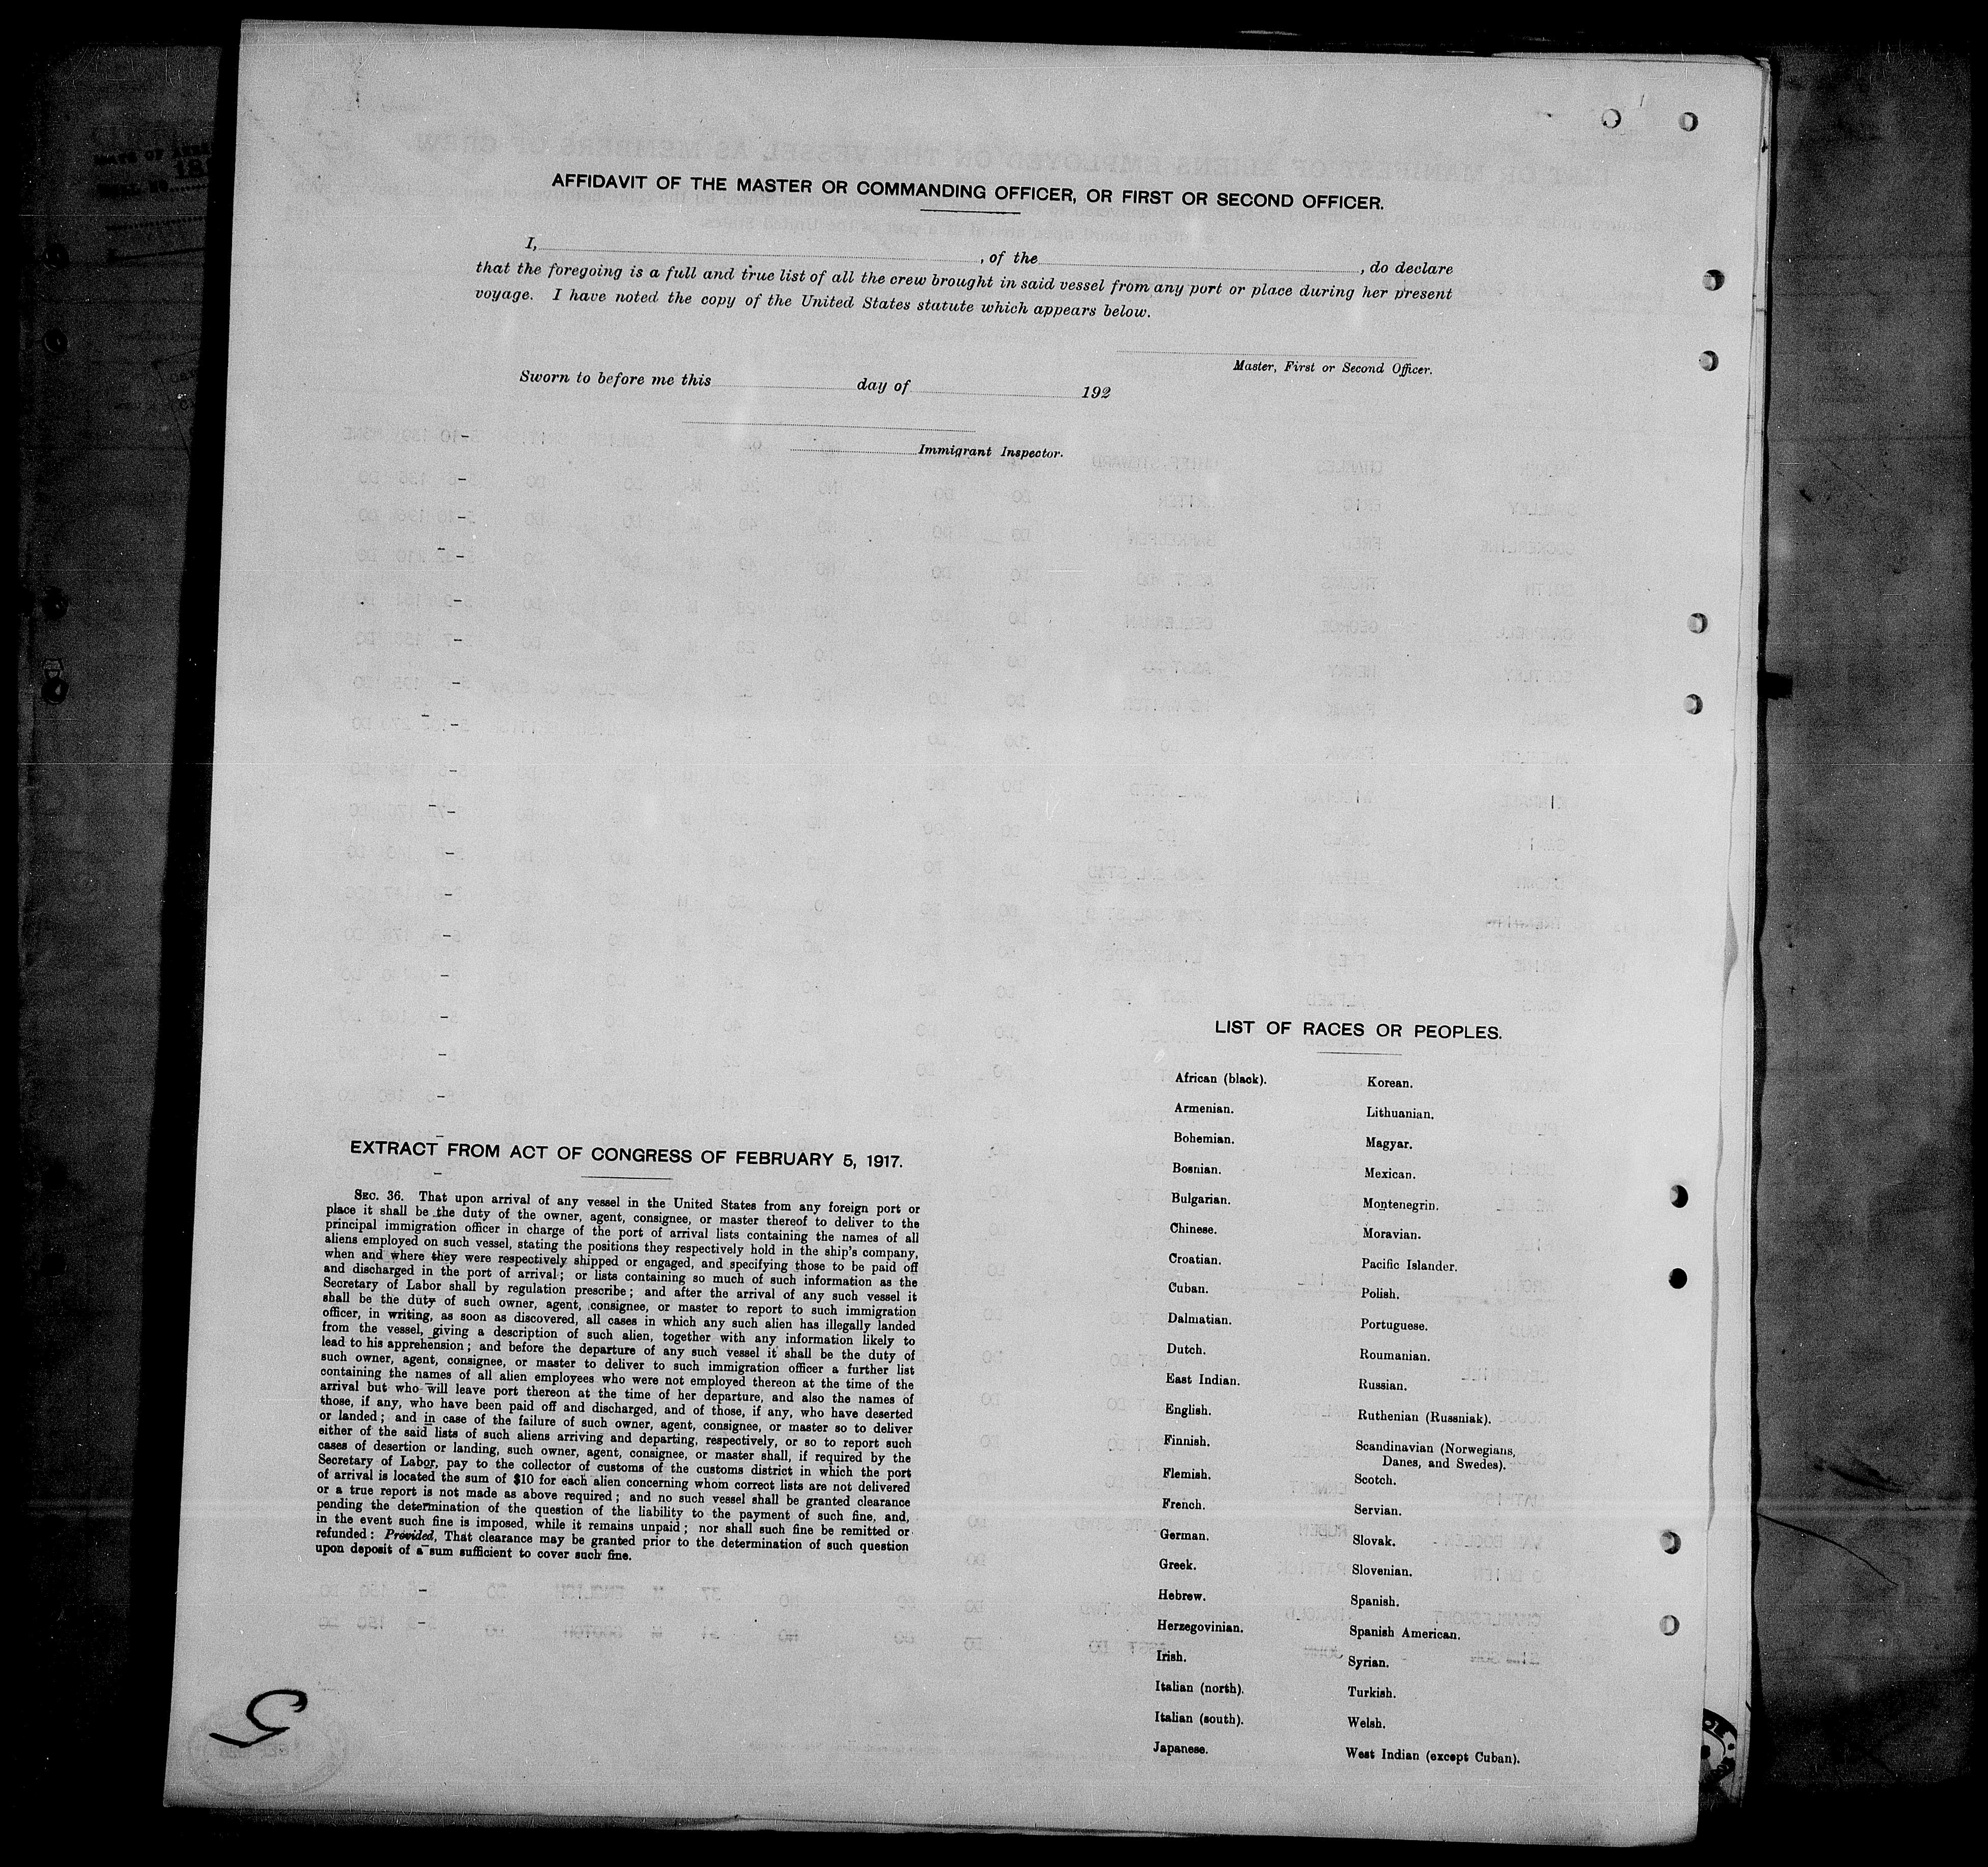 AFFIDAVIT OF THE MASTER OR COMMANDING OFFICER, OR FIRST OR SECOND OFFICER.
I, , of the , do declare
that the foregoing is a full and true list of all the crew brought in said vessel from any port or place during her present
voyage. I have noted the copy of the United States statute which appears below.
Master, First or Second Officer.
Sworn to before me this day of 192
Immigrant Inspector.
EXTRACT FROM ACT OF CONGRESS OF FEBRUARY 5, 1917.
SEC. 36. That upon arrival of any vessel in the United States from any foreign port or
place it shall be the duty of the owner, agent, consignee, or master thereof to deliver to the
principal immigration officer in charge of the port of arrival lists containing the names of all
aliens employed on such vessel, stating the positions they respectively hold in the ship's company,
when and where they were respectively shipped or engaged, and specifying those to be paid off
and discharged in the port of arrival; or lists containing so much of such information as the
Secretary of Labor shall by regulation prescribe; and after the arrival of any such vessel it
shall be the duty of such owner, agent, consignee, or master to report to such immigration
officer, in writing, as soon as discovered, all cases in which any such alien has illegally landed
from the vessel, giving a description of such alien, together with any information likely to
lead to his apprehension; and before the departure of any such vessel it shall be the duty of
such owner, agent, consignee, or master to deliver to such immigration officer a further list
containing the names of all alien employees who were not employed thereon at the time of the
arrival but who will leave port thereon at the time of her departure, and also the names of
those, if any, who have been paid off and discharged, and of those, if any, who have deserted
or landed; and in case of the failure of such owner, agent, consignee, or master so to deliver
either of the said lists of such aliens arriving and departing, respectively, or so to report such
cases of desertion or landing, such owner, agent, consignee, or master shall, if required by the
Secretary of Labor, pay to the collector of customs of the customs district in which the port
of arrival is located the sum of $10 for each alien concerning whom correct lists are not delivered
or a true report is not made as above required; and no such vessel shall be granted clearance
pending the determination of the question of the liability to the payment of such fine, and,
in the event such fine is imposed, while it remains unpaid; nor shall such fine be remitted or
refunded: Provided, That clearance may be granted prior to the determination of such question
upon deposit of a sum sufficient to cover such fine.
LIST OF RACES OR PEOPLES.
African (black).
Armenian.
Bohemian.
Bosnian.
Bulgarian.
Chinese.
Croatian.
Cuban.
Dalmatian.
Dutch.
East Indian.
English.
Finnish.
Flemish.
French.
German.
Greek.
Hebrew.
Herzegovinian.
Irish.
Italian (north).
Italian (south).
Japanese.
Korean.
Lithuanian.
Magyar.
Mexican.
Montenegrin.
Moravian.
Pacific Islander.
Polish.
Portuguese.
Roumanian.
Russian.
Ruthenian (Russniak).
Scandinavian (Norwegians,
Danes, and Swedes).
Scotch.
Servian.
Slovak.
Slovenian.
Spanish.
Spanish American.
Syrian.
Turkish.
Welsh.
West Indian (except Cuban).
5